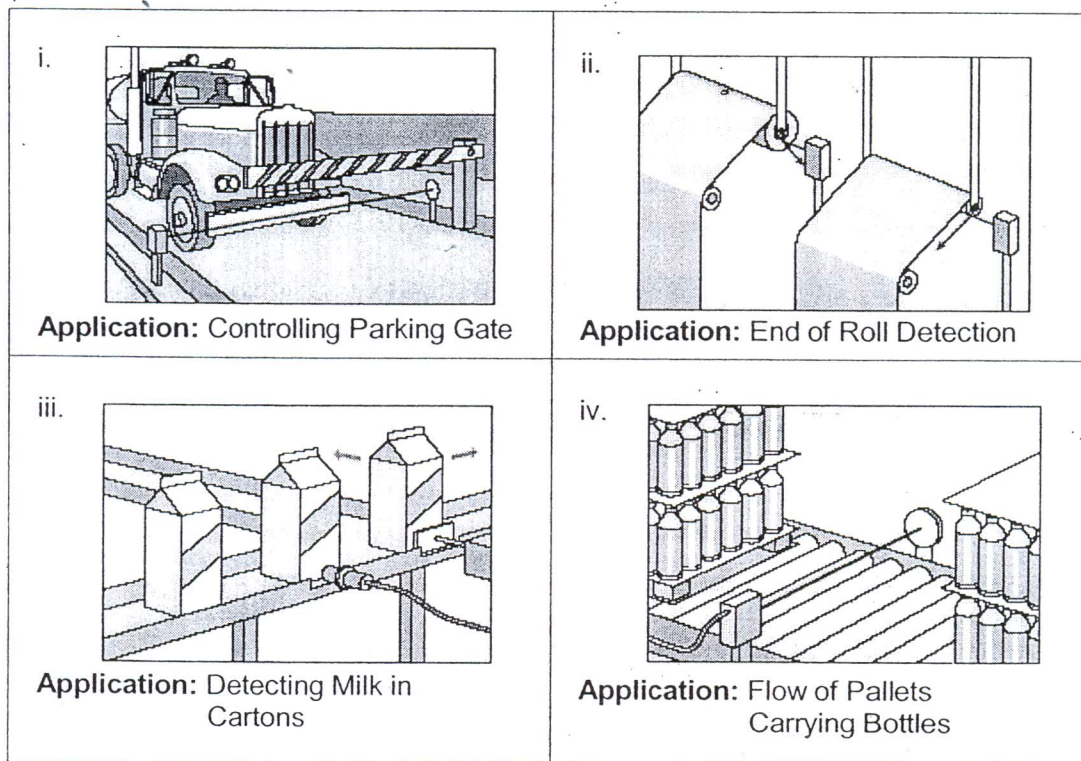 i.
Application: Controlling Parking Gate
ii.
Application: End of Roll Detection
iii.
Application: Detecting Milk in
Cartons
iv.
Application: Flow of Pallets
Carrying Bottles